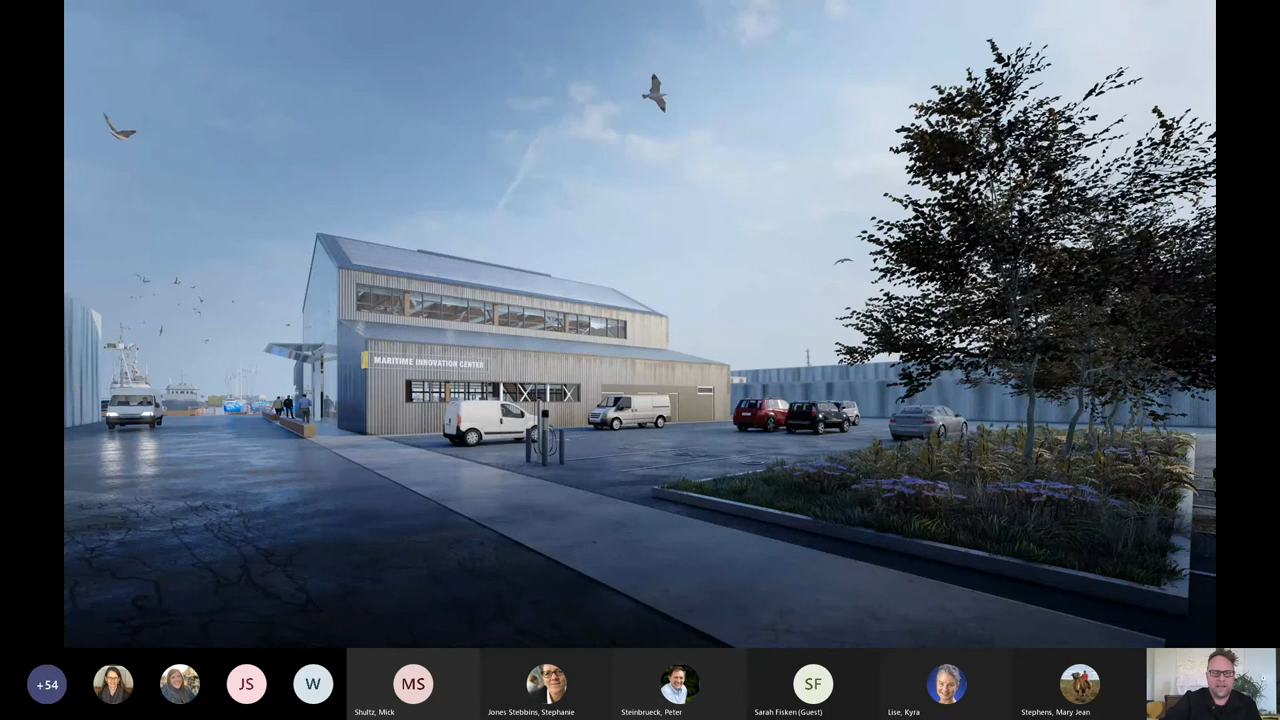 MARITIME INNOVATION CENTER
+54
JS
W
MS
SF
Shultz, Mick
Jones Stebbins, Stephanie
Steinbrueck, Peter
Sarah Fisken (Guest)
Lise, Kyra
Stephens, Mary Jean